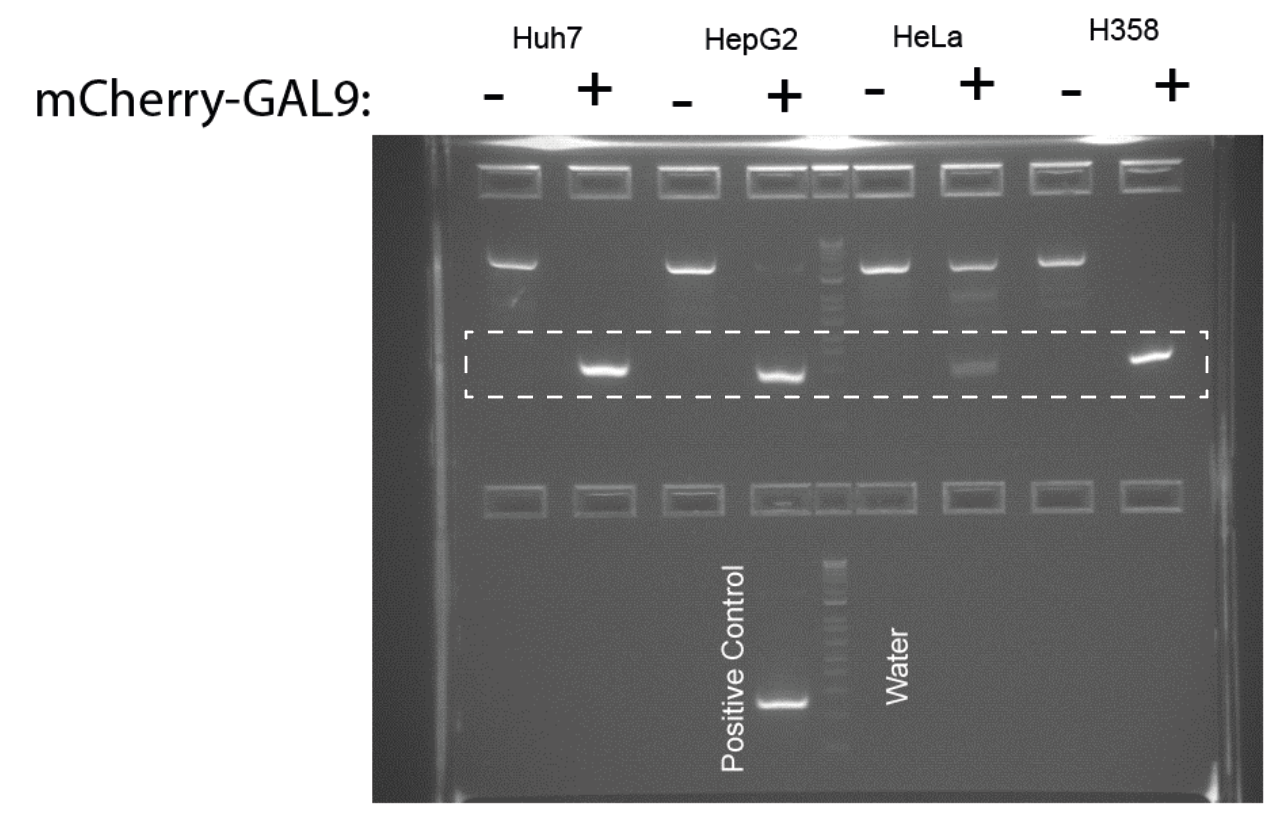 Huh7 HepG2 HeLa H358
mCherry-GAL9: - + - + - + - +
Positive Control
Water